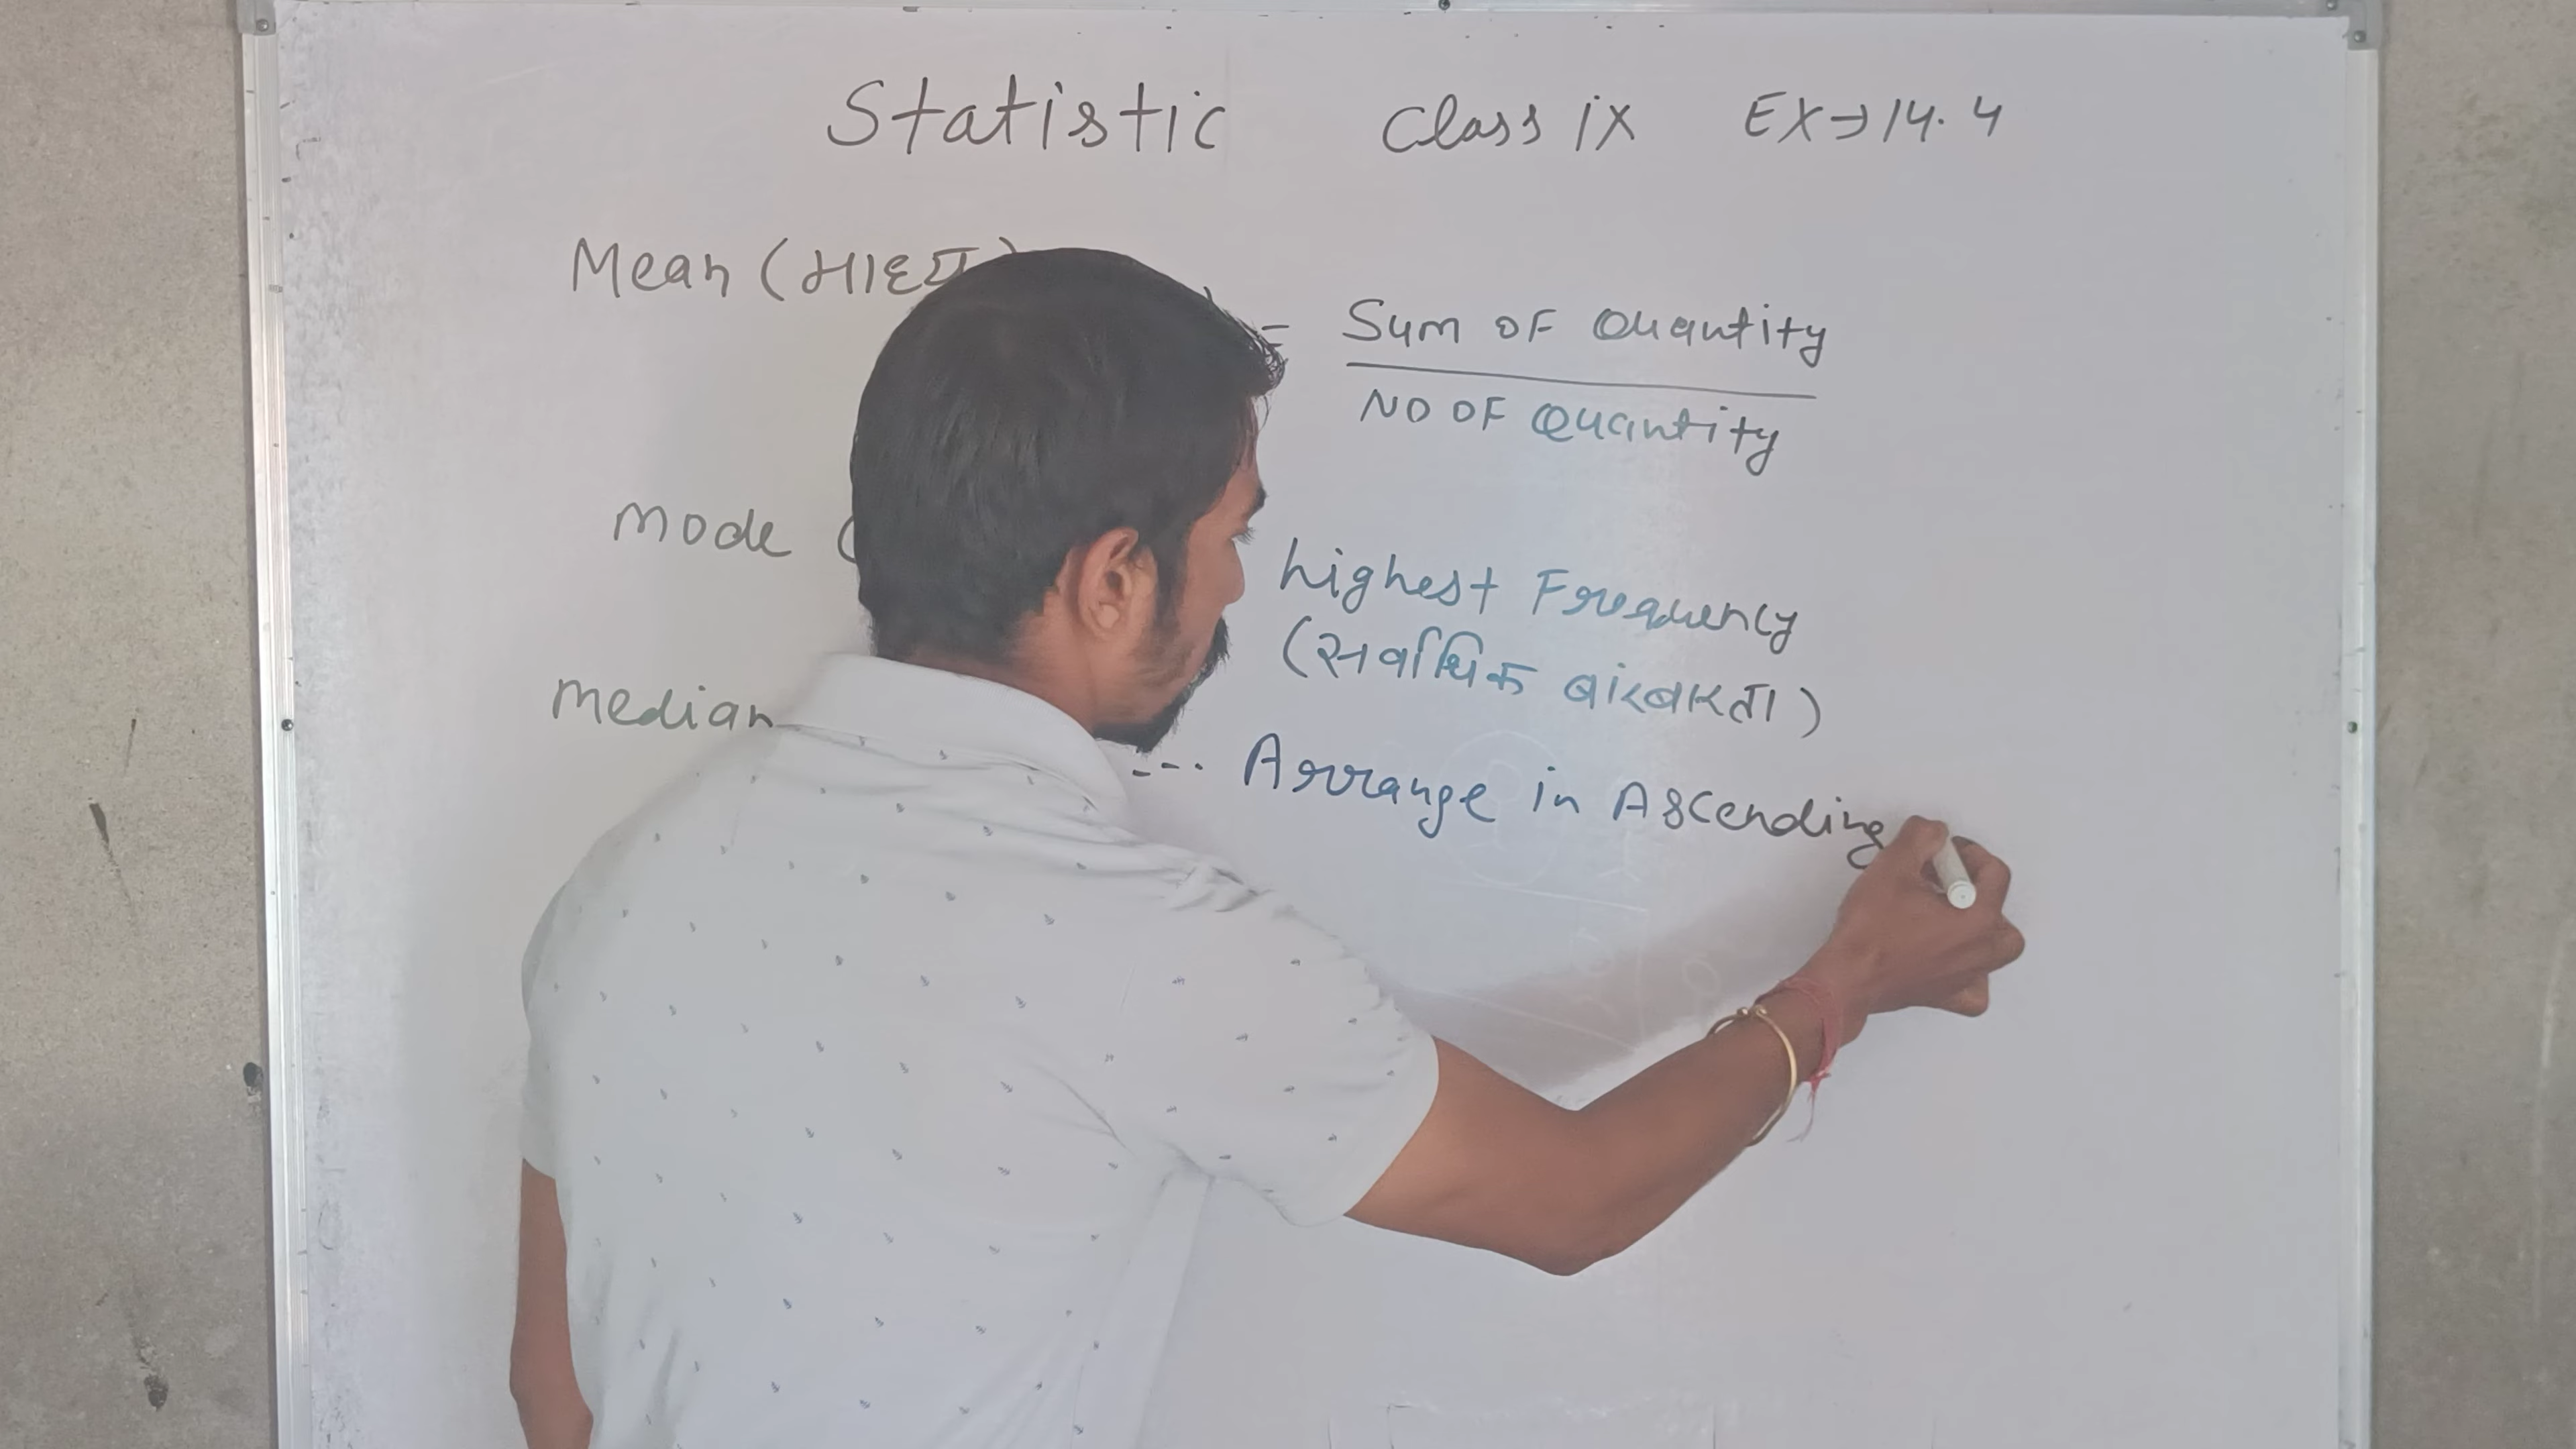 Statistic Class IX EX→14.4
Mean (माध्य) = Sum OF Quantity
NO OF Quantity
Mode ( highest Frequency
(सर्वाधिक बांरबारता)
Median --- Arrange in Ascending